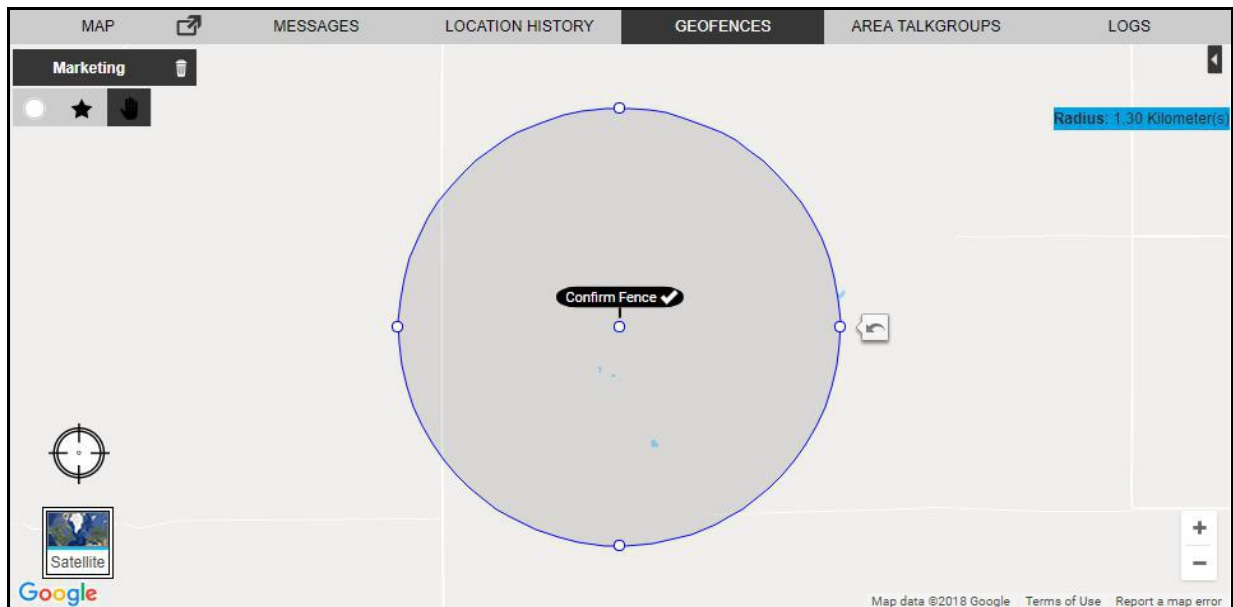 MAP MESSAGES LOCATION HISTORY GEOFENCES AREA TALKGROUPS LOGS
Marketing
Radius: 1.30 Kilometer(s)
Confirm Fence
Satellite
Google
Map data ©2018 Google Terms of Use Report a map error